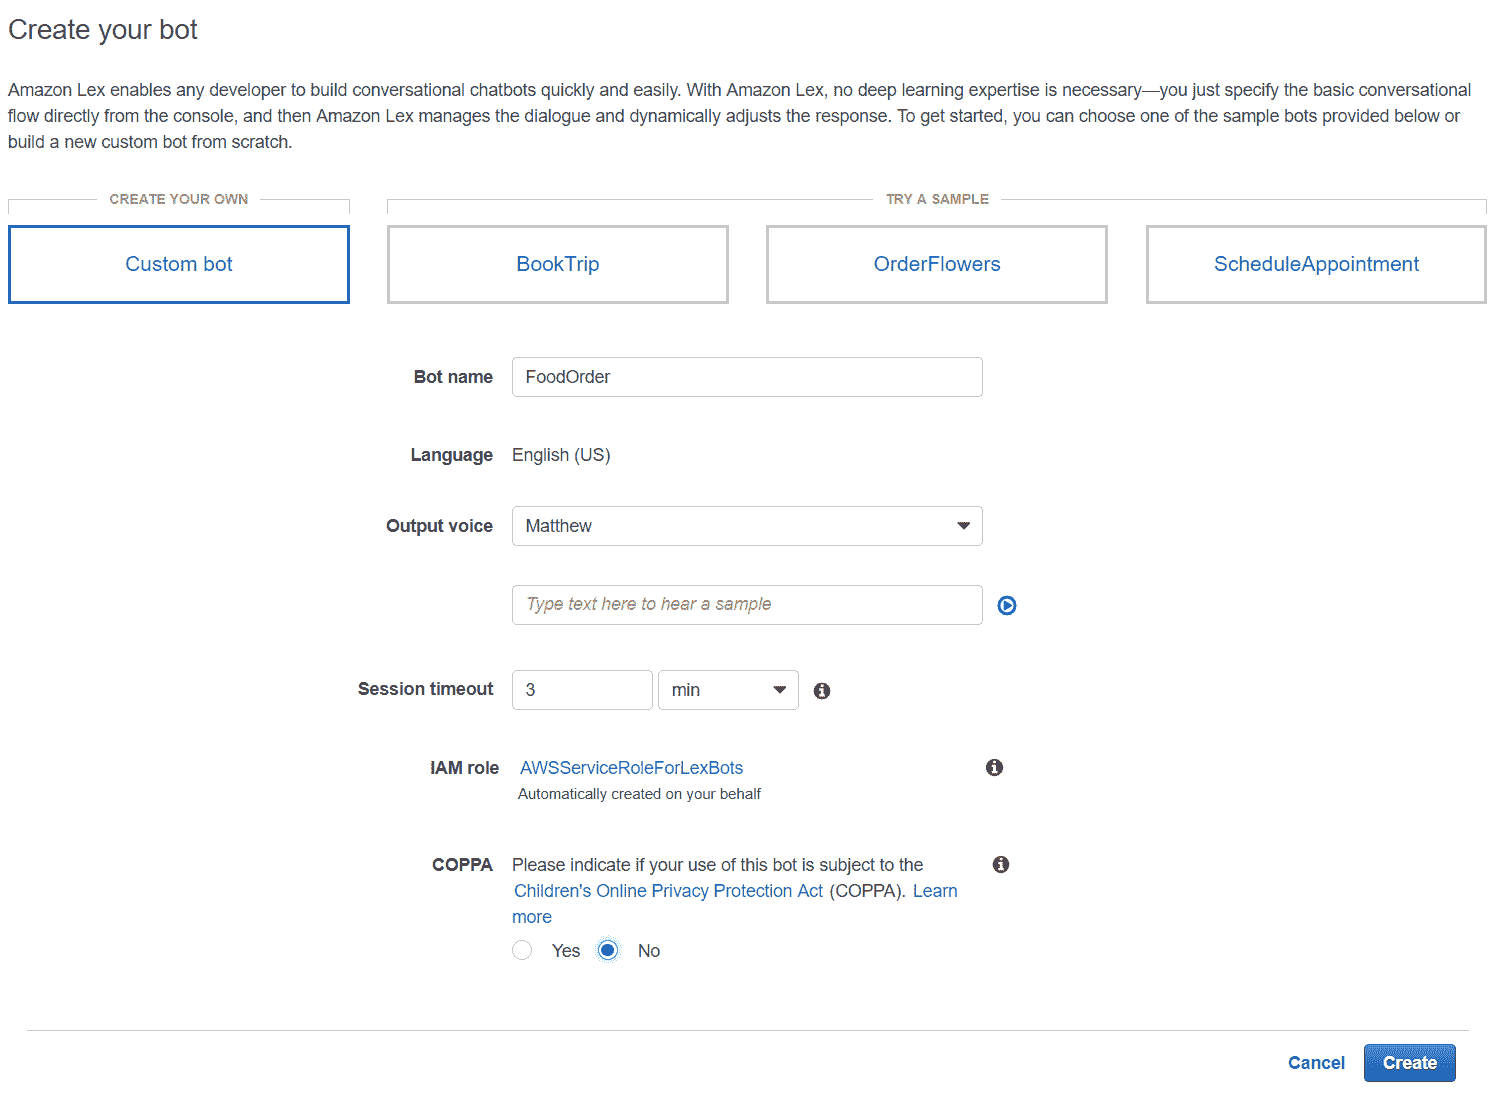 Create your bot
Amazon Lex enables any developer to build conversational chatbots quickly and easily. With Amazon Lex, no deep learning expertise is necessary—you just specify the basic conversational
flow directly from the console, and then Amazon Lex manages the dialogue and dynamically adjusts the response. To get started, you can choose one of the sample bots provided below or
build a new custom bot from scratch.
CREATE YOUR OWN
TRY A SAMPLE
Custom bot
BookTrip
OrderFlowers
ScheduleAppointment
Bot name
FoodOrder
Language
English (US)
Output voice
Matthew
Type text here to hear a sample
Session timeout
3
min
IAM role
AWSServiceRoleForLexBots
Automatically created on your behalf
COPPA
Please indicate if your use of this bot is subject to the
Children's Online Privacy Protection Act (COPPA). Learn
more
Yes
No
Cancel
Create